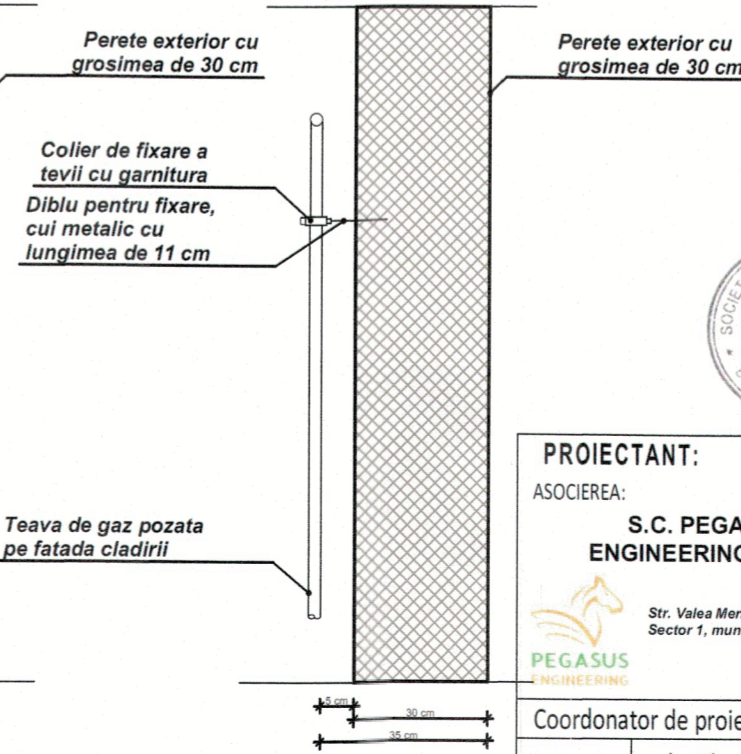 Perete exterior cu
grosimea de 30 cm
Perete exterior cu
grosimea de 30 cm
Colier de fixare a
tevii cu garnitura
Diblu pentru fixare,
cui metalic cu
lungimea de 11 cm
Teava de gaz pozata
pe fatada cladirii
5 cm
30 cm
35 cm
PROIECTANT:
ASOCIEREA:
S.C. PEGA
ENGINEERING
Str. Valea Mer
Sector 1, mun
PEGASUS
ENGINEERING
Coordonator de proie